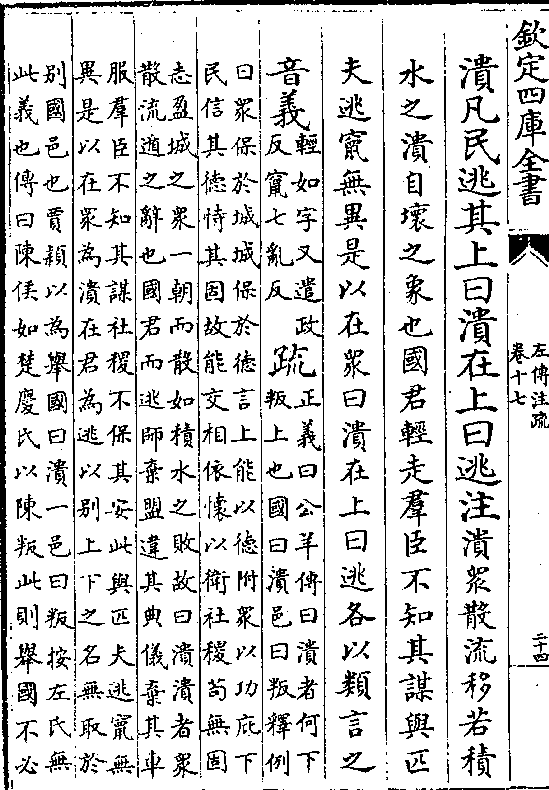 欽定四庫全書
左傳注疏
卷十七
二十四
潰凡民逃其上曰潰在上曰逃注潰衆散流移若積
水之潰自壞之象也國君輕走羣臣不知其謀與匹
夫逃竄無異是以在衆曰潰在上曰逃各以類言之
音義輕如字又遣政
反竄七亂反
疏正義曰公羊傳曰潰者何下
叛上也國曰潰邑曰叛釋例
曰衆保於城城保於德言上能以德附衆以功庇下
民信其德恃其固故能交相依懷以衛社稷茍無固
志盈城之衆一朝而散如積水之敗故曰潰潰者衆
散流遁之辭也國君而逃師棄盟違其典儀棄其車
服羣臣不知其謀社稷不保其安此與匹夫逃竄無
異是以在衆為潰在君為逃以別上下之名無取於
別國邑也賈潁以為舉國曰潰一邑曰叛按左氏無
此義也傳曰陳侯如楚慶氏以陳叛此則舉國不必